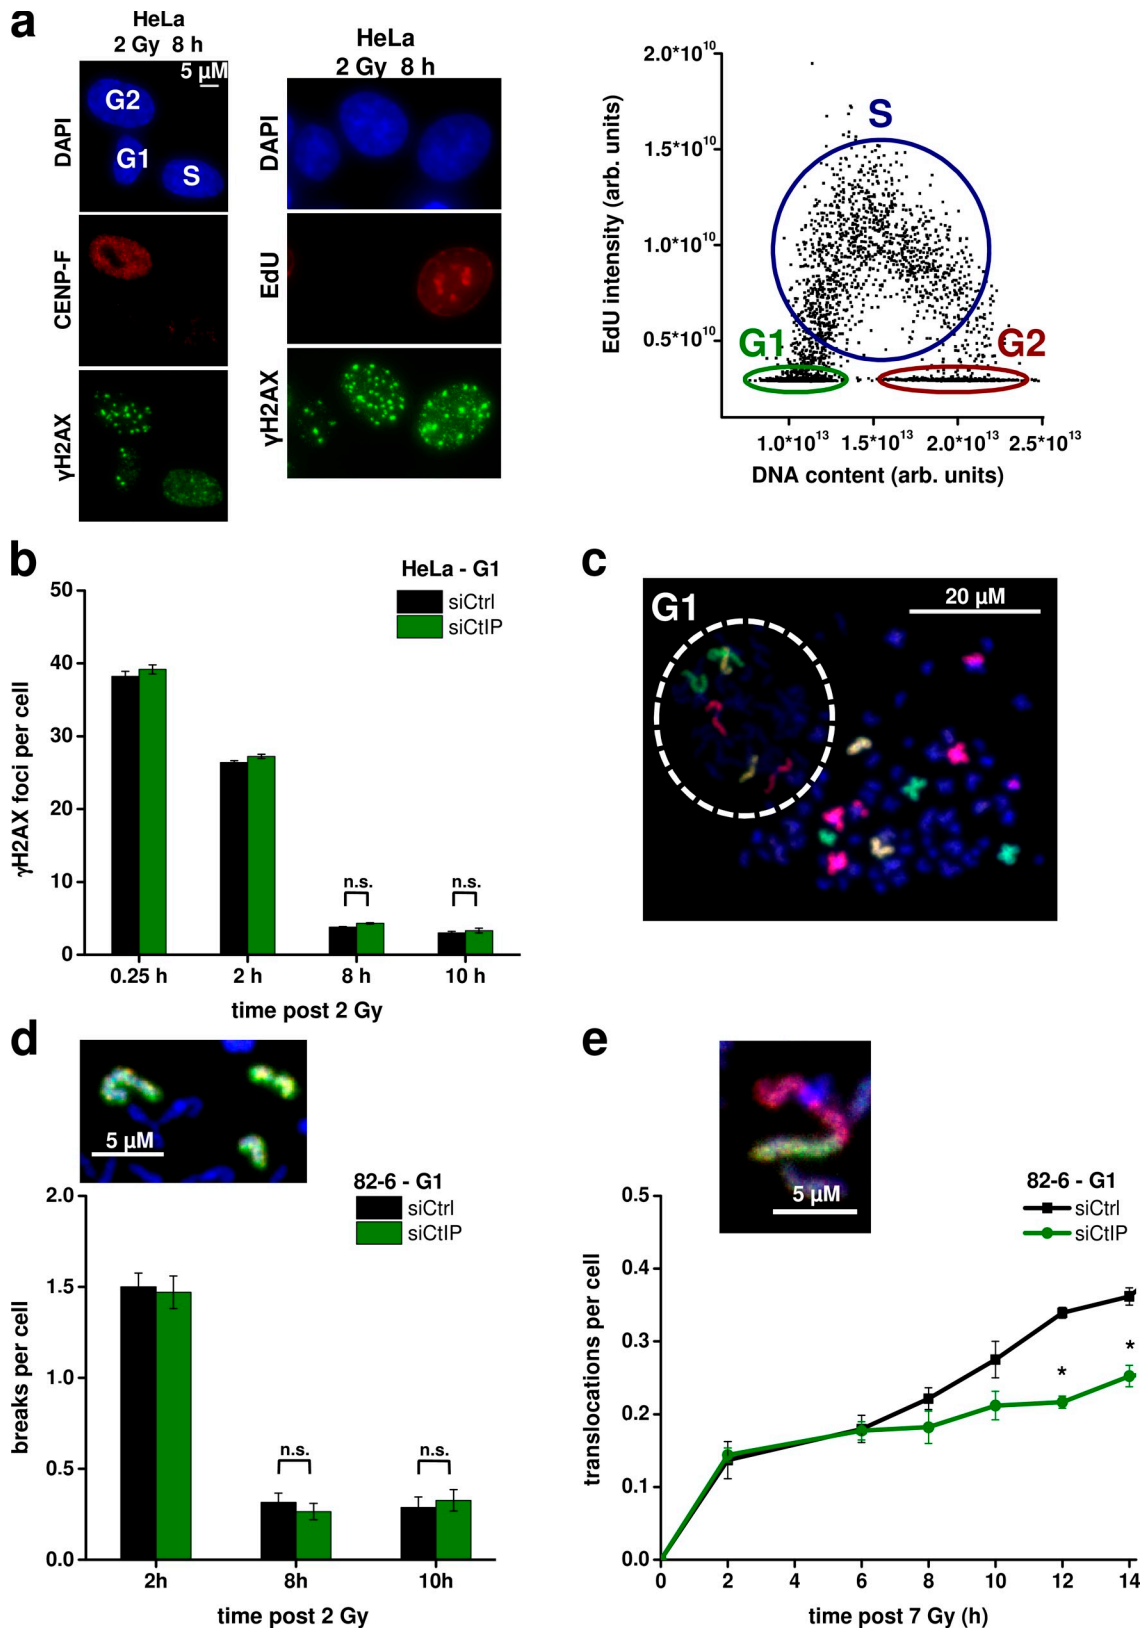 a
HeLa
2 Gy 8 h
5 µM
G2
G1
S
DAPI
CENP-F
γH2AX
HeLa
2 Gy 8 h
DAPI
EdU
γH2AX
2.0*10^10
1.5*10^10
1.0*10^10
0.5*10^10
EdU intensity (arb. units)
S
G1
G2
1.0*10^13 1.5*10^13 2.0*10^13 2.5*10^13
DNA content (arb. units)
b
HeLa - G1
siCtrl
siCtIP
50
40
30
20
10
0
γH2AX foci per cell
n.s. n.s.
0.25 h 2 h 8 h 10 h
time post 2 Gy
c
G1
20 µM
d
5 µM
82-6 - G1
siCtrl
siCtIP
2.0
1.5
1.0
0.5
0.0
breaks per cell
n.s. n.s.
2h 8h 10h
time post 2 Gy
e
5 µM
82-6 - G1
siCtrl
siCtIP
0.5
0.4
0.3
0.2
0.1
0.0
translocations per cell
* *
0 2 4 6 8 10 12 14
time post 7 Gy (h)